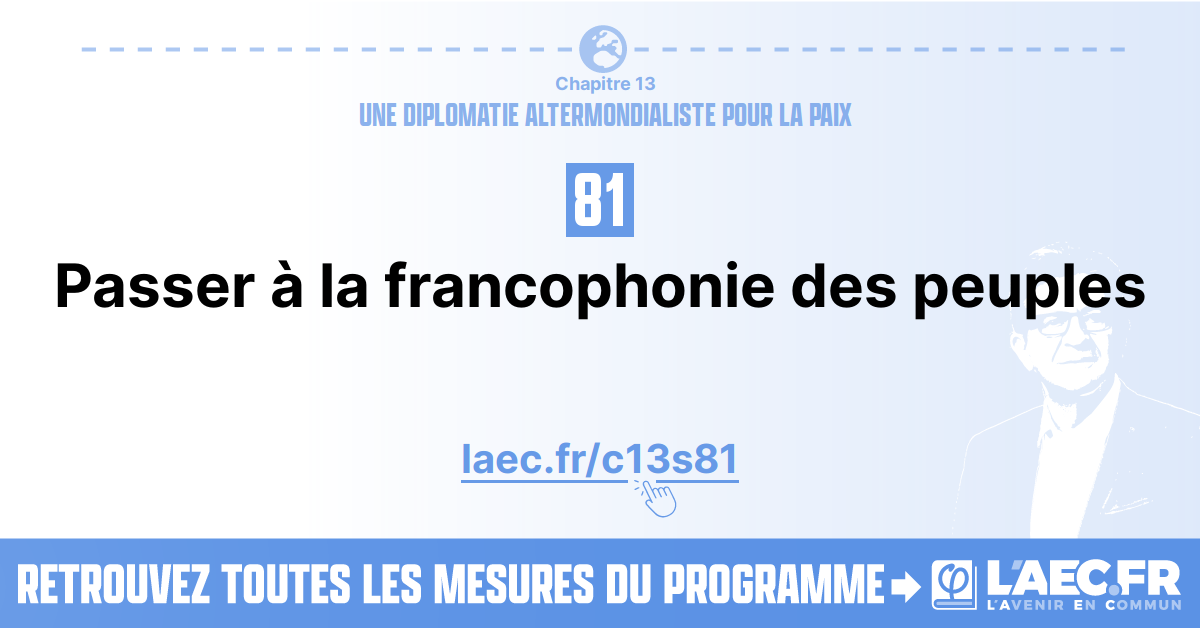 Chapitre 13
UNE DIPLOMATIE ALTERMONDIALISTE POUR LA PAIX
81
Passer à la francophonie des peuples
laec.fr/c13s81
RETROUVEZ TOUTES LES MESURES DU PROGRAMME
L'AEC.FR
L'AVENIR EN COMMUN